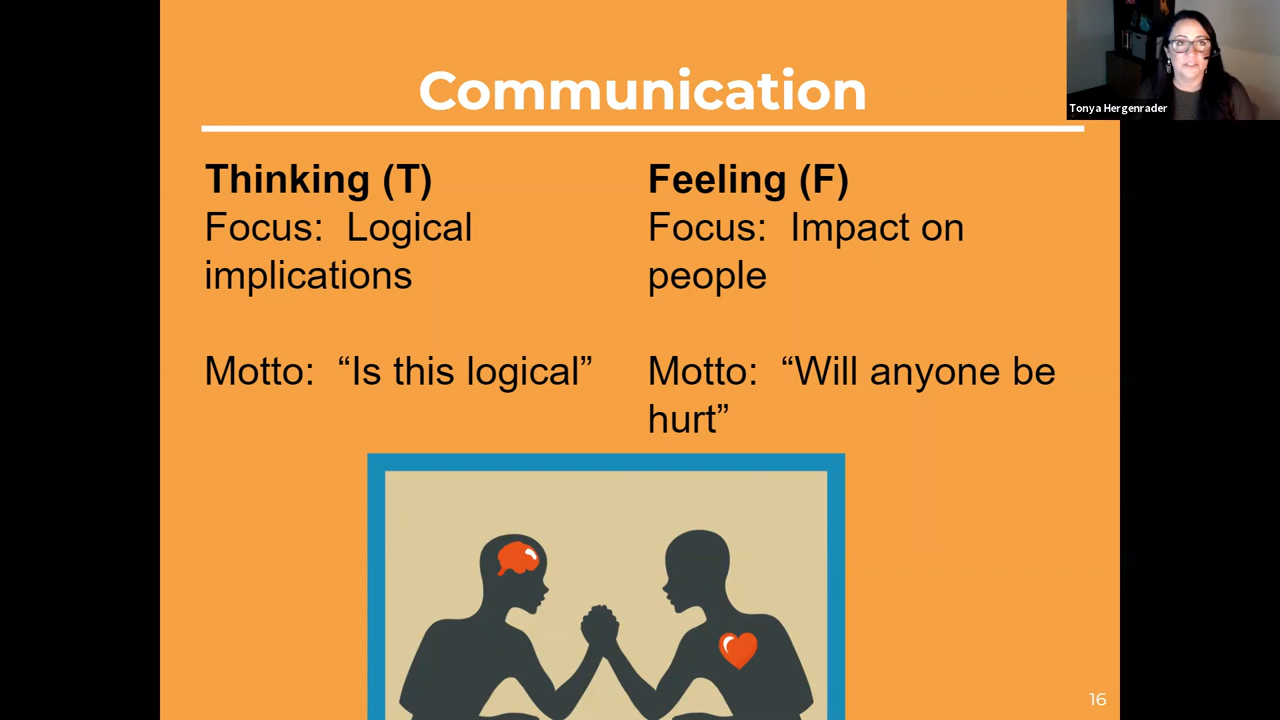 Communication
Tonya Hergenrader
Thinking (T)
Focus:  Logical
implications
Motto:  “Is this logical”
Feeling (F)
Focus:  Impact on
people
Motto:  “Will anyone be
hurt”
16